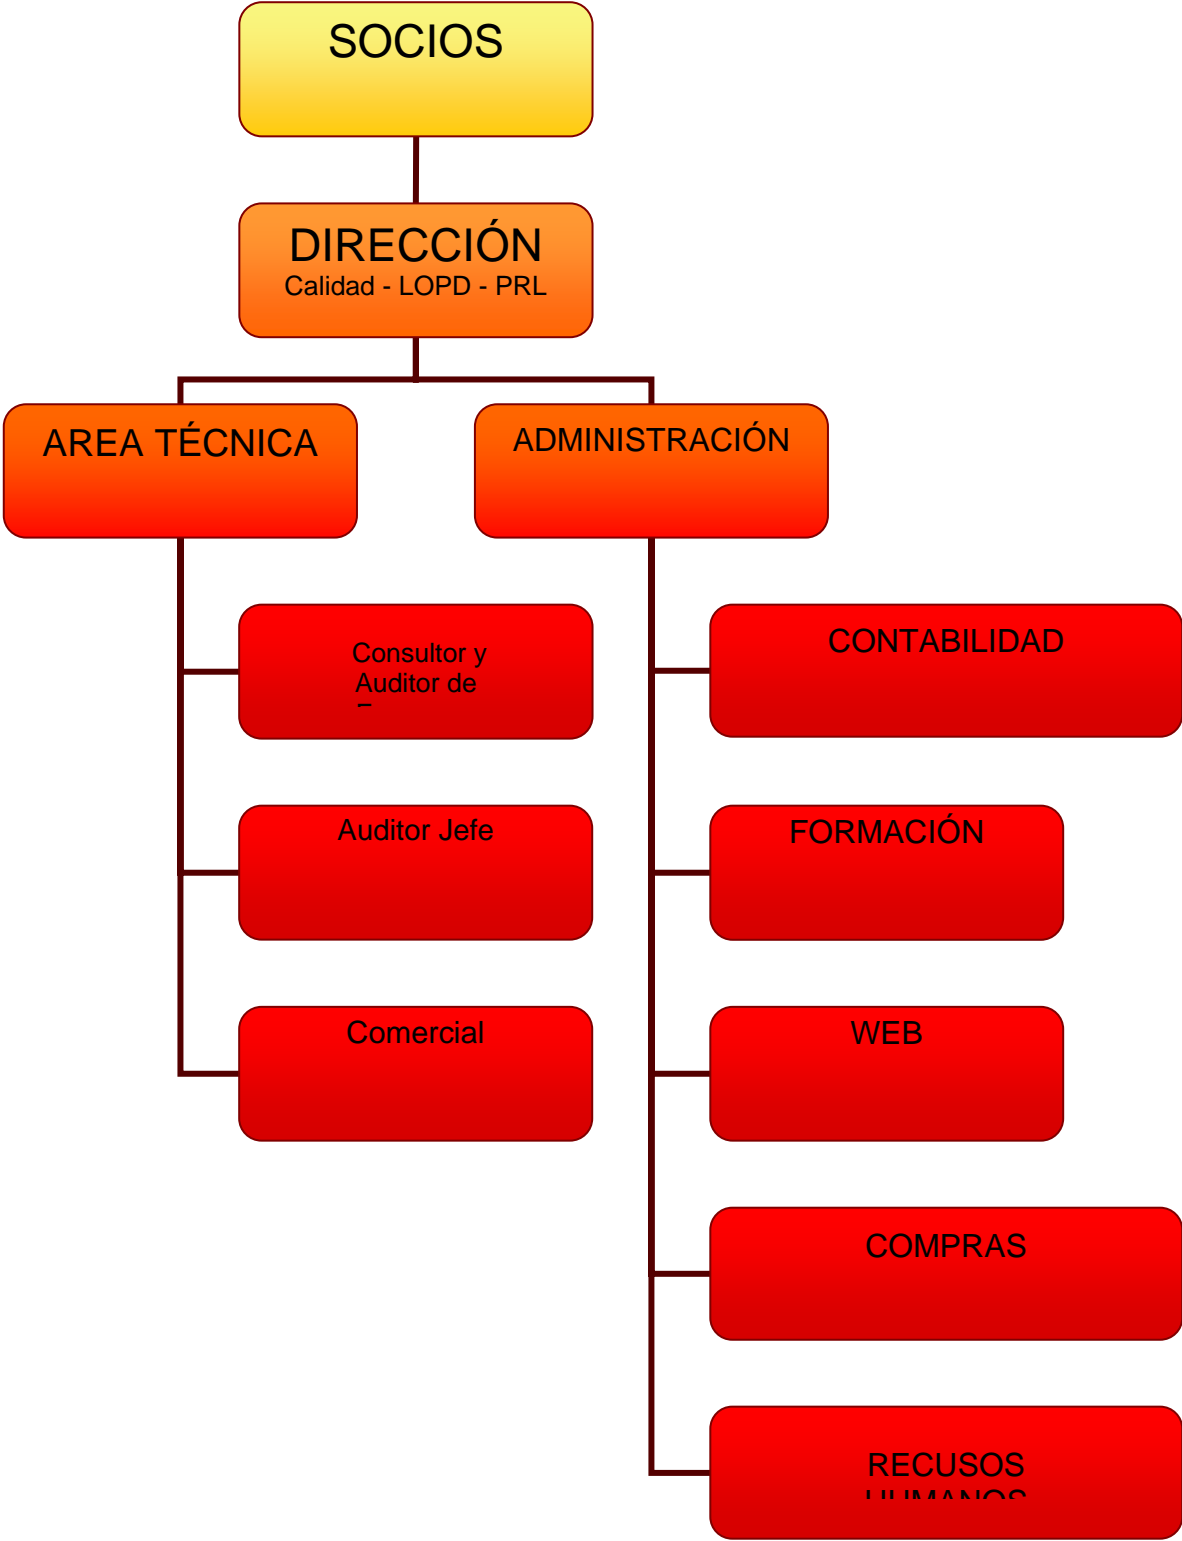 SOCIOS
DIRECCIÓN
Calidad - LOPD - PRL
AREA TÉCNICA
ADMINISTRACIÓN
Consultor y
Auditor de
CONTABILIDAD
Auditor Jefe
FORMACIÓN
Comercial
WEB
COMPRAS
RECUSOS
HUMANOS